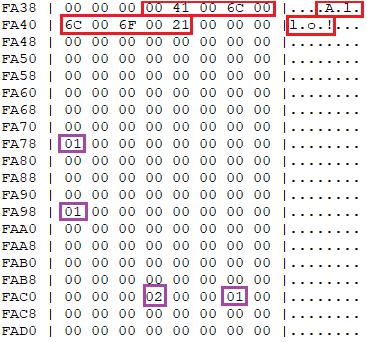 FA38 | 00 00 00 00 41 00 6C 00 |....A.l.
FA40 | 6C 00 6F 00 21 00 00 00 |l.o.!...
FA48 | 00 00 00 00 00 00 00 00 |........
FA50 | 00 00 00 00 00 00 00 00 |........
FA58 | 00 00 00 00 00 00 00 00 |........
FA60 | 00 00 00 00 00 00 00 00 |........
FA68 | 00 00 00 00 00 00 00 00 |........
FA70 | 00 00 00 00 00 00 00 00 |........
FA78 | 01 00 00 00 00 00 00 00 |........
FA80 | 00 00 00 00 00 00 00 00 |........
FA88 | 00 00 00 00 00 00 00 00 |........
FA90 | 00 00 00 00 00 00 00 00 |........
FA98 | 01 00 00 00 00 00 00 00 |........
FAA0 | 00 00 00 00 00 00 00 00 |........
FAA8 | 00 00 00 00 00 00 00 00 |........
FAB0 | 00 00 00 00 00 00 00 00 |........
FAB8 | 00 00 00 00 00 00 00 00 |........
FAC0 | 00 00 00 02 00 00 01 00 |........
FAC8 | 00 00 00 00 00 00 00 00 |........
FAD0 | 00 00 00 00 00 00 00 00 |........